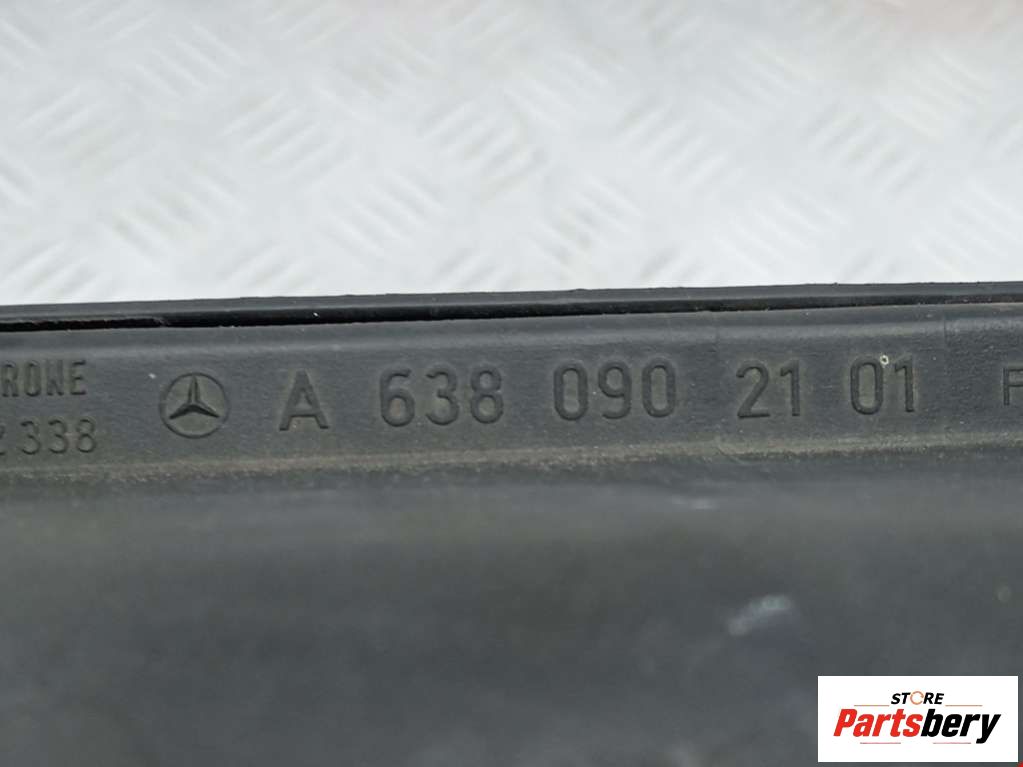 RONE
338
A 638 090 21 01
F
STORE
Partsbery